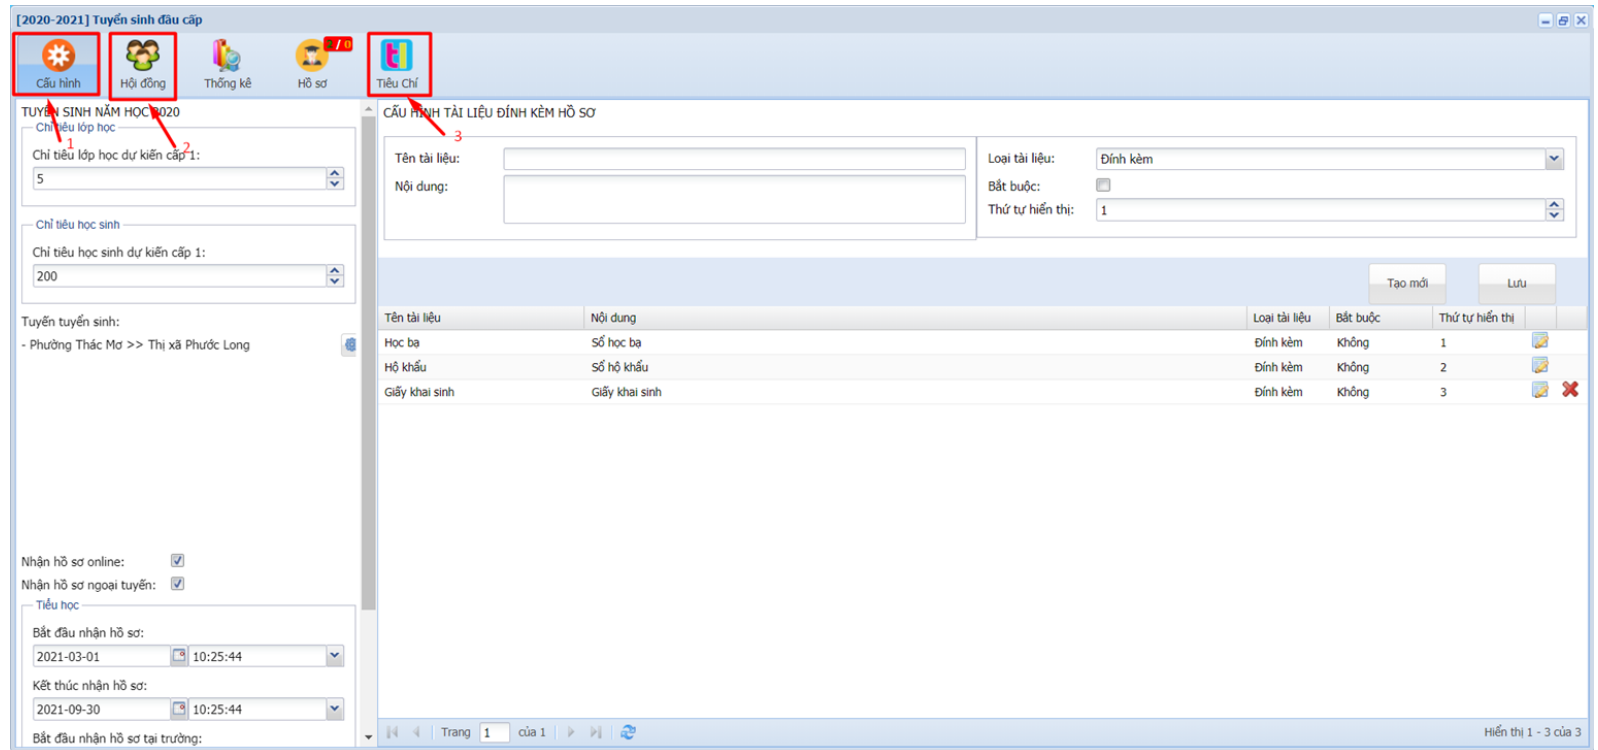 [2020-2021] Tuyển sinh đầu cấp
Cấu hình
Hội đồng
Thống kê
Hồ sơ
2 / 0
Tiêu Chí
1
2
3
TUYỂN SINH NĂM HỌC 2020
Chỉ tiêu lớp học
Chỉ tiêu lớp học dự kiến cấp 1:
5
Chỉ tiêu học sinh
Chỉ tiêu học sinh dự kiến cấp 1:
200
Tuyến tuyển sinh:
- Phường Thác Mơ >> Thị xã Phước Long
Nhận hồ sơ online:
Nhận hồ sơ ngoại tuyến:
Tiểu học
Bắt đầu nhận hồ sơ:
2021-03-01 10:25:44
Kết thúc nhận hồ sơ:
2021-09-30 10:25:44
Bắt đầu nhận hồ sơ tại trường:
CẤU HÌNH TÀI LIỆU ĐÍNH KÈM HỒ SƠ
Tên tài liệu:
Nội dung:
Loại tài liệu: Đính kèm
Bắt buộc:
Thứ tự hiển thị: 1
Tạo mới Lưu
Tên tài liệu Nội dung Loại tài liệu Bắt buộc Thứ tự hiển thị
Học bạ Sổ học bạ Đính kèm Không 1
Hộ khẩu Sổ hộ khẩu Đính kèm Không 2
Giấy khai sinh Giấy khai sinh Đính kèm Không 3
Trang 1 của 1
Hiển thị 1 - 3 của 3